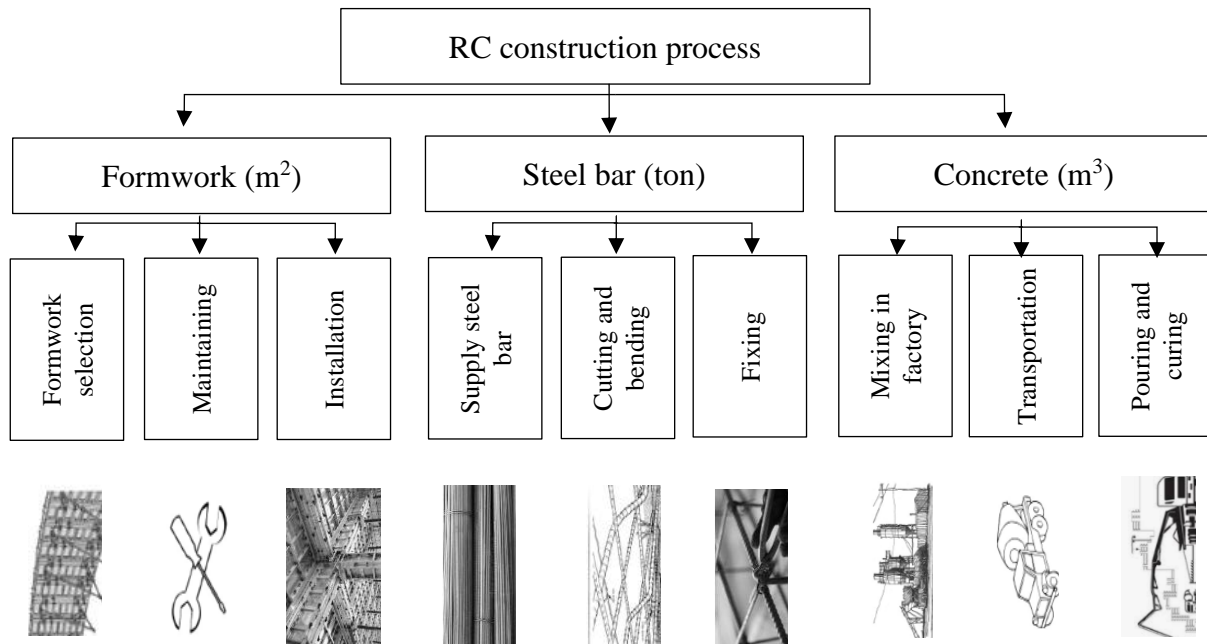 RC construction process
Formwork (m²)
Steel bar (ton)
Concrete (m³)
Formwork
selection
Maintaining
Installation
Supply steel
bar
Cutting and
bending
Fixing
Mixing in
factory
Transportation
Pouring and
curing